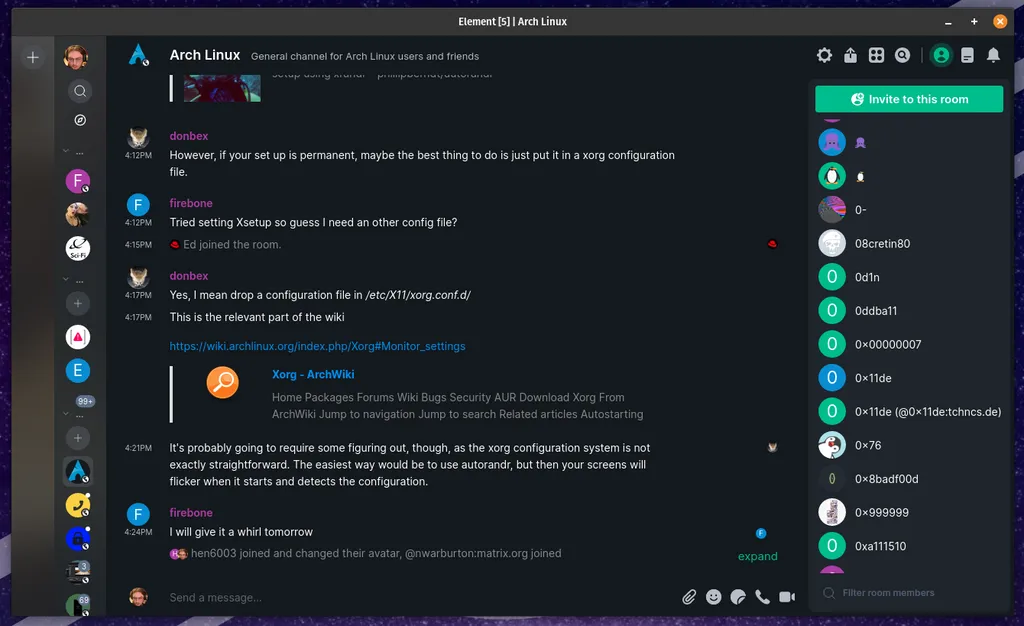 Element [5] | Arch Linux
Arch Linux General channel for Arch Linux users and friends
Invite to this room
donbex
4:12PM
However, if your set up is permanent, maybe the best thing to do is just put it in a xorg configuration
file.
F
firebone
4:12PM
Tried setting Xsetup so guess I need an other config file?
4:15PM
Ed joined the room.
donbex
4:17PM
Yes, I mean drop a configuration file in /etc/X11/xorg.conf.d/
4:17PM
This is the relevant part of the wiki
https://wiki.archlinux.org/index.php/Xorg#Monitor_settings
Xorg - ArchWiki
Home Packages Forums Wiki Bugs Security AUR Download Xorg From
ArchWiki Jump to navigation Jump to search Related articles Autostarting
4:21PM
It's probably going to require some figuring out, though, as the xorg configuration system is not
exactly straightforward. The easiest way would be to use autorandr, but then your screens will
flicker when it starts and detects the configuration.
F
firebone
4:24PM
I will give it a whirl tomorrow
F
hen6003 joined and changed their avatar, @nwarburton:matrix.org joined
expand
Send a message...
...
F
Sci-Fi
...
E
99+
...
3
69
0-
08cretin80
0 0d1n
0 0ddba11
0 0×00000007
0 0×11de
0 0×11de (@0×11de:tchncs.de)
0×76
0×8badf00d
0×999999
0 0xa111510
Filter room members